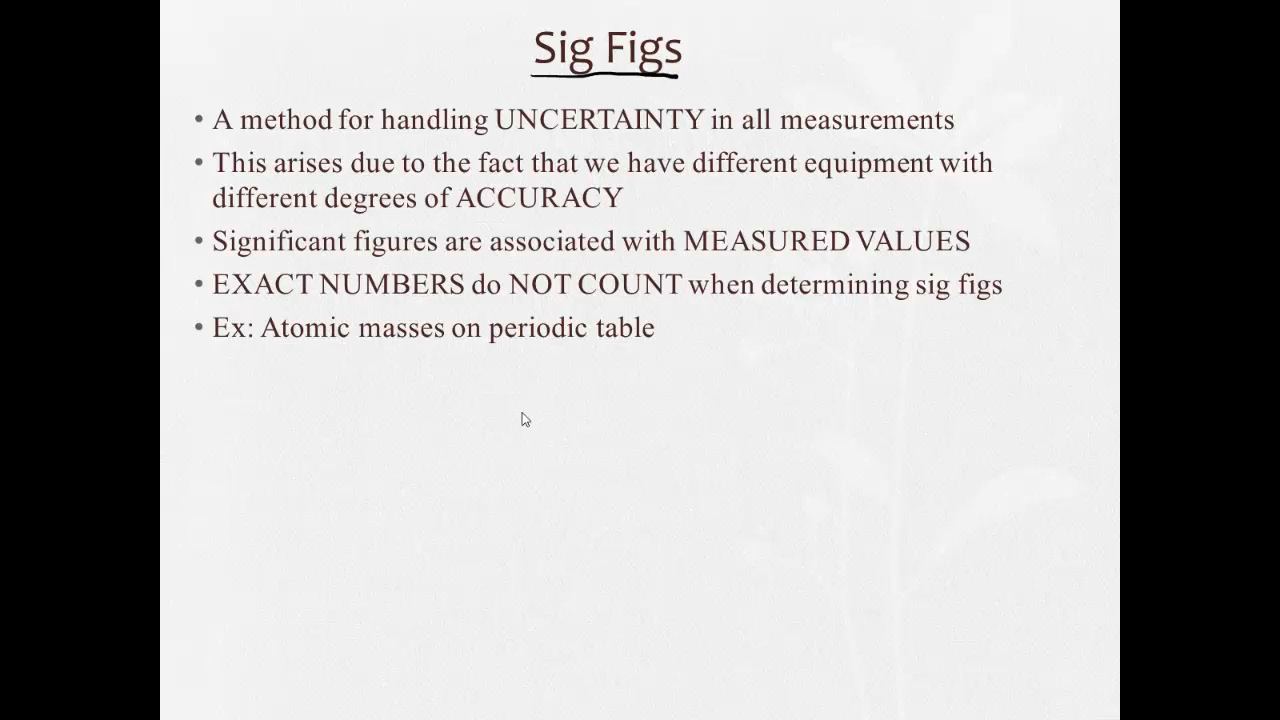 Sig Figs
• A method for handling UNCERTAINTY in all measurements
• This arises due to the fact that we have different equipment with
different degrees of ACCURACY
• Significant figures are associated with MEASURED VALUES
• EXACT NUMBERS do NOT COUNT when determining sig figs
• Ex: Atomic masses on periodic table